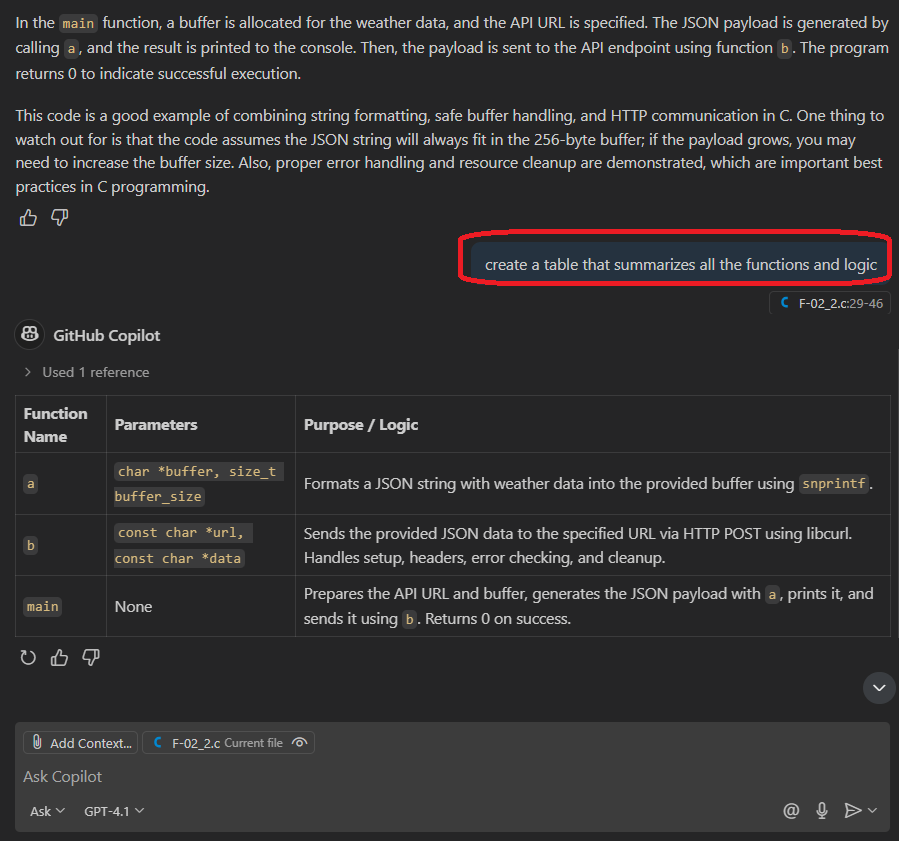 In the main function, a buffer is allocated for the weather data, and the API URL is specified. The JSON payload is generated by
calling a, and the result is printed to the console. Then, the payload is sent to the API endpoint using function b. The program
returns 0 to indicate successful execution.
This code is a good example of combining string formatting, safe buffer handling, and HTTP communication in C. One thing to
watch out for is that the code assumes the JSON string will always fit in the 256-byte buffer; if the payload grows, you may
need to increase the buffer size. Also, proper error handling and resource cleanup are demonstrated, which are important best
practices in C programming.
create a table that summarizes all the functions and logic
C F-02_2.c:29-46
GitHub Copilot
Used 1 reference
Function
Name
Parameters
Purpose / Logic
a
char *buffer, size_t
buffer_size
Formats a JSON string with weather data into the provided buffer using snprintf.
b
const char *url,
const char *data
Sends the provided JSON data to the specified URL via HTTP POST using libcurl.
Handles setup, headers, error checking, and cleanup.
main
None
Prepares the API URL and buffer, generates the JSON payload with a, prints it, and
sends it using b. Returns 0 on success.
Add Context... C F-02_2.c Current file
Ask Copilot
Ask GPT-4.1 @